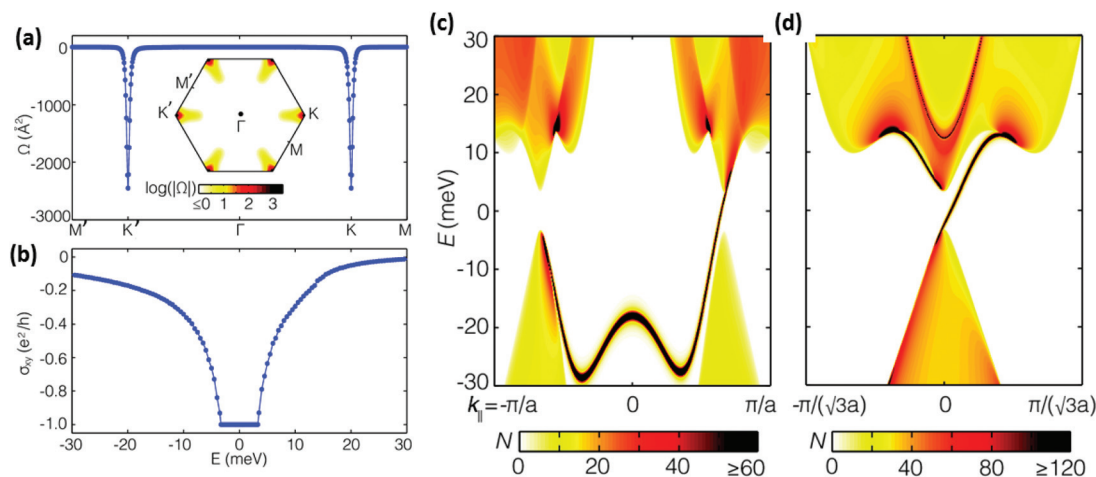 (a)
0
-1000
-2000
-3000
Ω (Å²)
M'
K'
Γ
K
M
log(|Ω|)
≤0 1 2 3
M' K' Γ K M
(b)
0
-0.2
-0.4
-0.6
-0.8
-1.0
σxy (e²/h)
-30 -20 -10 0 10 20 30
E (meV)
(c)
30
20
10
0
-10
-20
-30
E (meV)
k∥=-π/a 0 π/a
N
0 20 40 ≥60
(d)
-π/(√3a) 0 π/(√3a)
N
0 40 80 ≥120